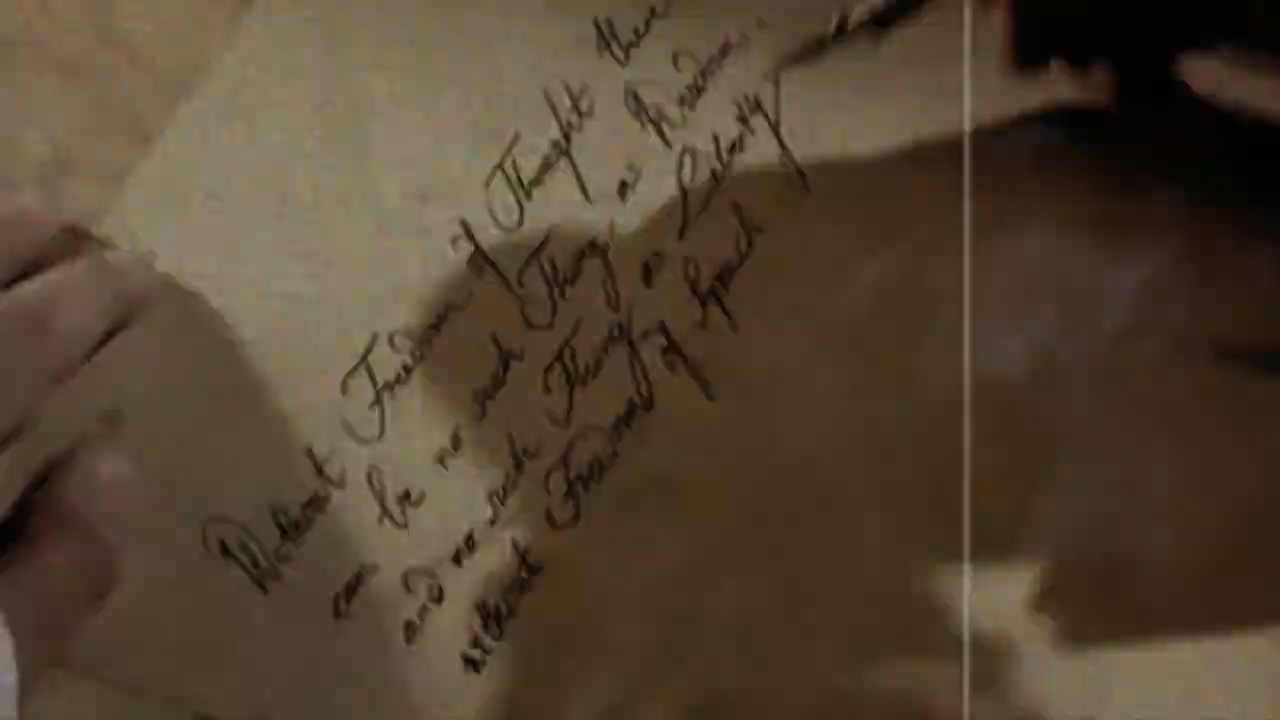 Without Freedom of Thought there
can be no such Thing as Wisdom
and no such Thing as Liberty
without Freedom of Speech